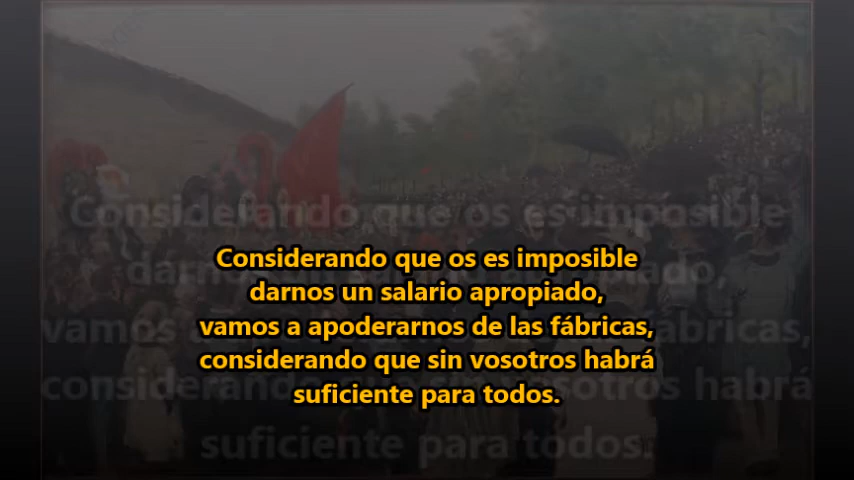 Considerando que os es imposible
darnos un salario apropiado,
vamos a apoderarnos de las fábricas,
considerando que sin vosotros habrá
suficiente para todos.